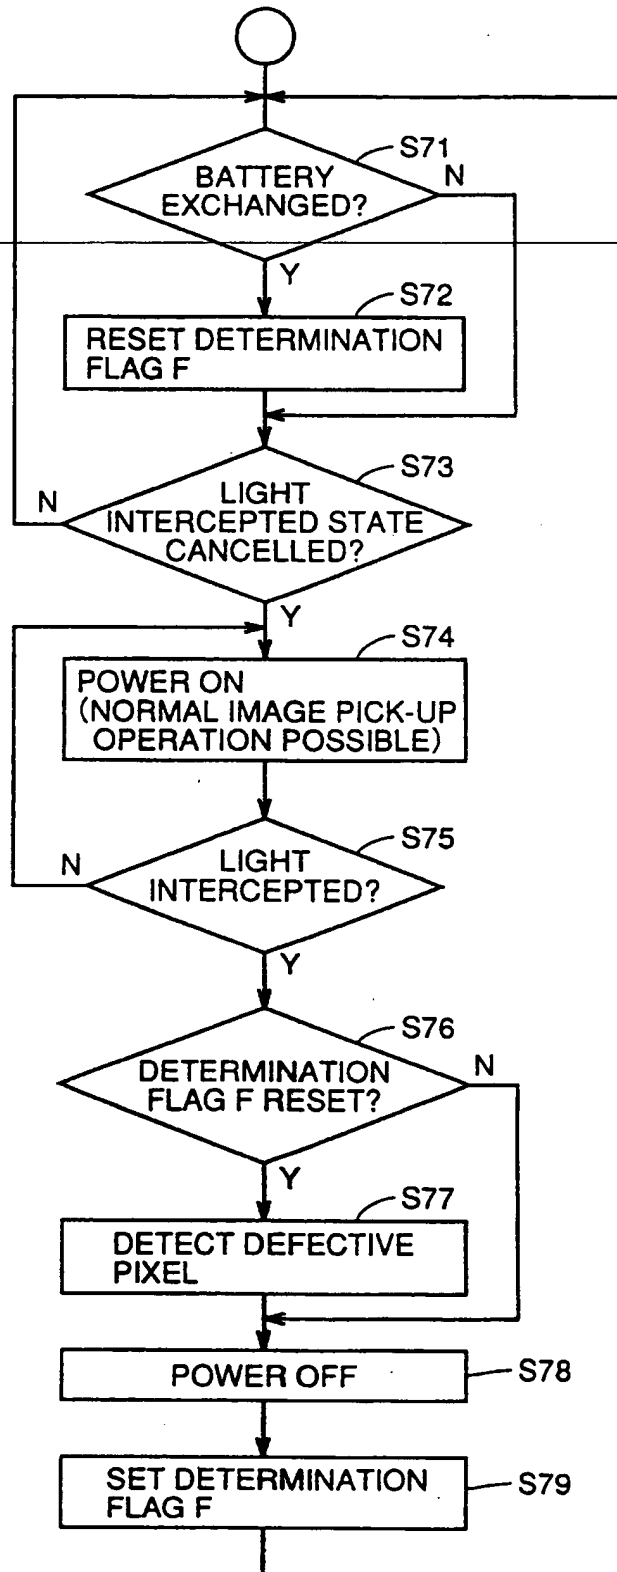 S71
BATTERY
EXCHANGED?
N
Y
S72
RESET DETERMINATION
FLAG F
S73
N
LIGHT
INTERCEPTED STATE
CANCELLED?
Y
S74
POWER ON
(NORMAL IMAGE PICK-UP
OPERATION POSSIBLE)
S75
N
LIGHT
INTERCEPTED?
Y
S76
DETERMINATION
FLAG F RESET?
N
Y
S77
DETECT DEFECTIVE
PIXEL
POWER OFF
S78
SET DETERMINATION
FLAG F
S79